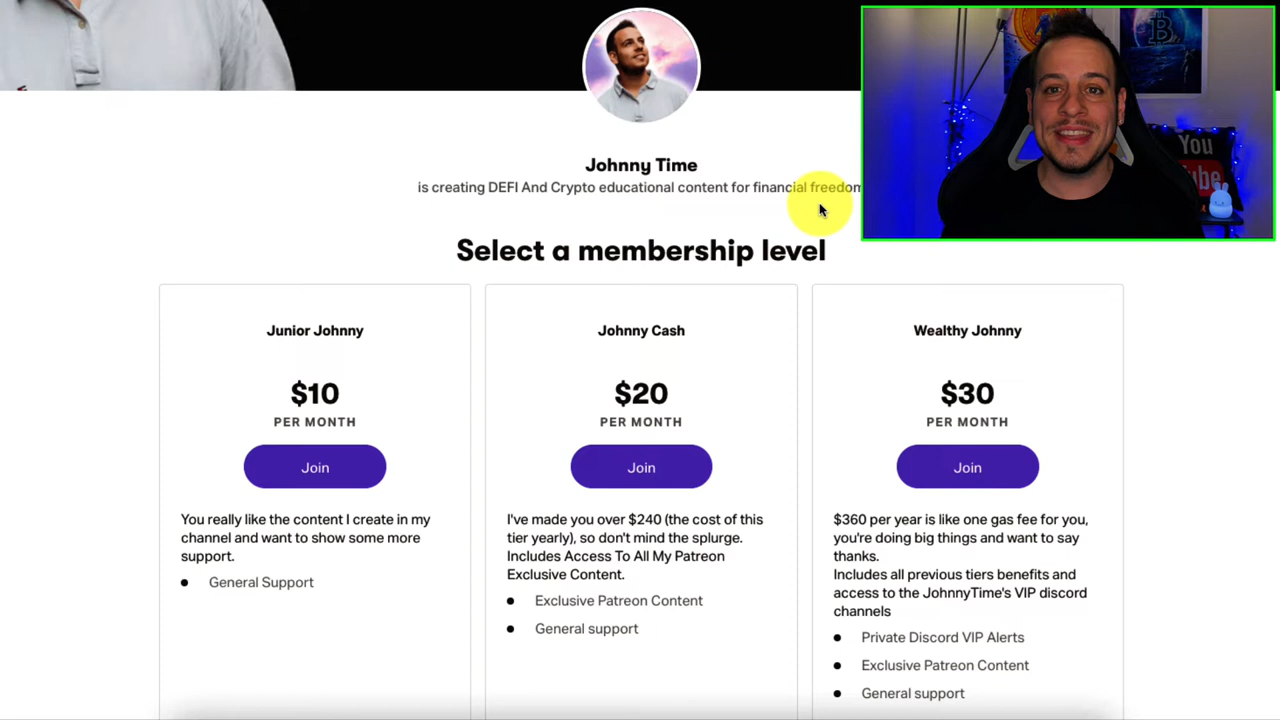 Johnny Time
is creating DEFI And Crypto educational content for financial freedom
Select a membership level
Junior Johnny
$10
PER MONTH
Join
You really like the content I create in my
channel and want to show some more
support.
General Support
Johnny Cash
$20
PER MONTH
Join
I've made you over $240 (the cost of this
tier yearly), so don't mind the splurge.
Includes Access To All My Patreon
Exclusive Content.
Exclusive Patreon Content
General support
Wealthy Johnny
$30
PER MONTH
Join
$360 per year is like one gas fee for you,
you're doing big things and want to say
thanks.
Includes all previous tiers benefits and
access to the JohnnyTime's VIP discord
channels
Private Discord VIP Alerts
Exclusive Patreon Content
General support
You